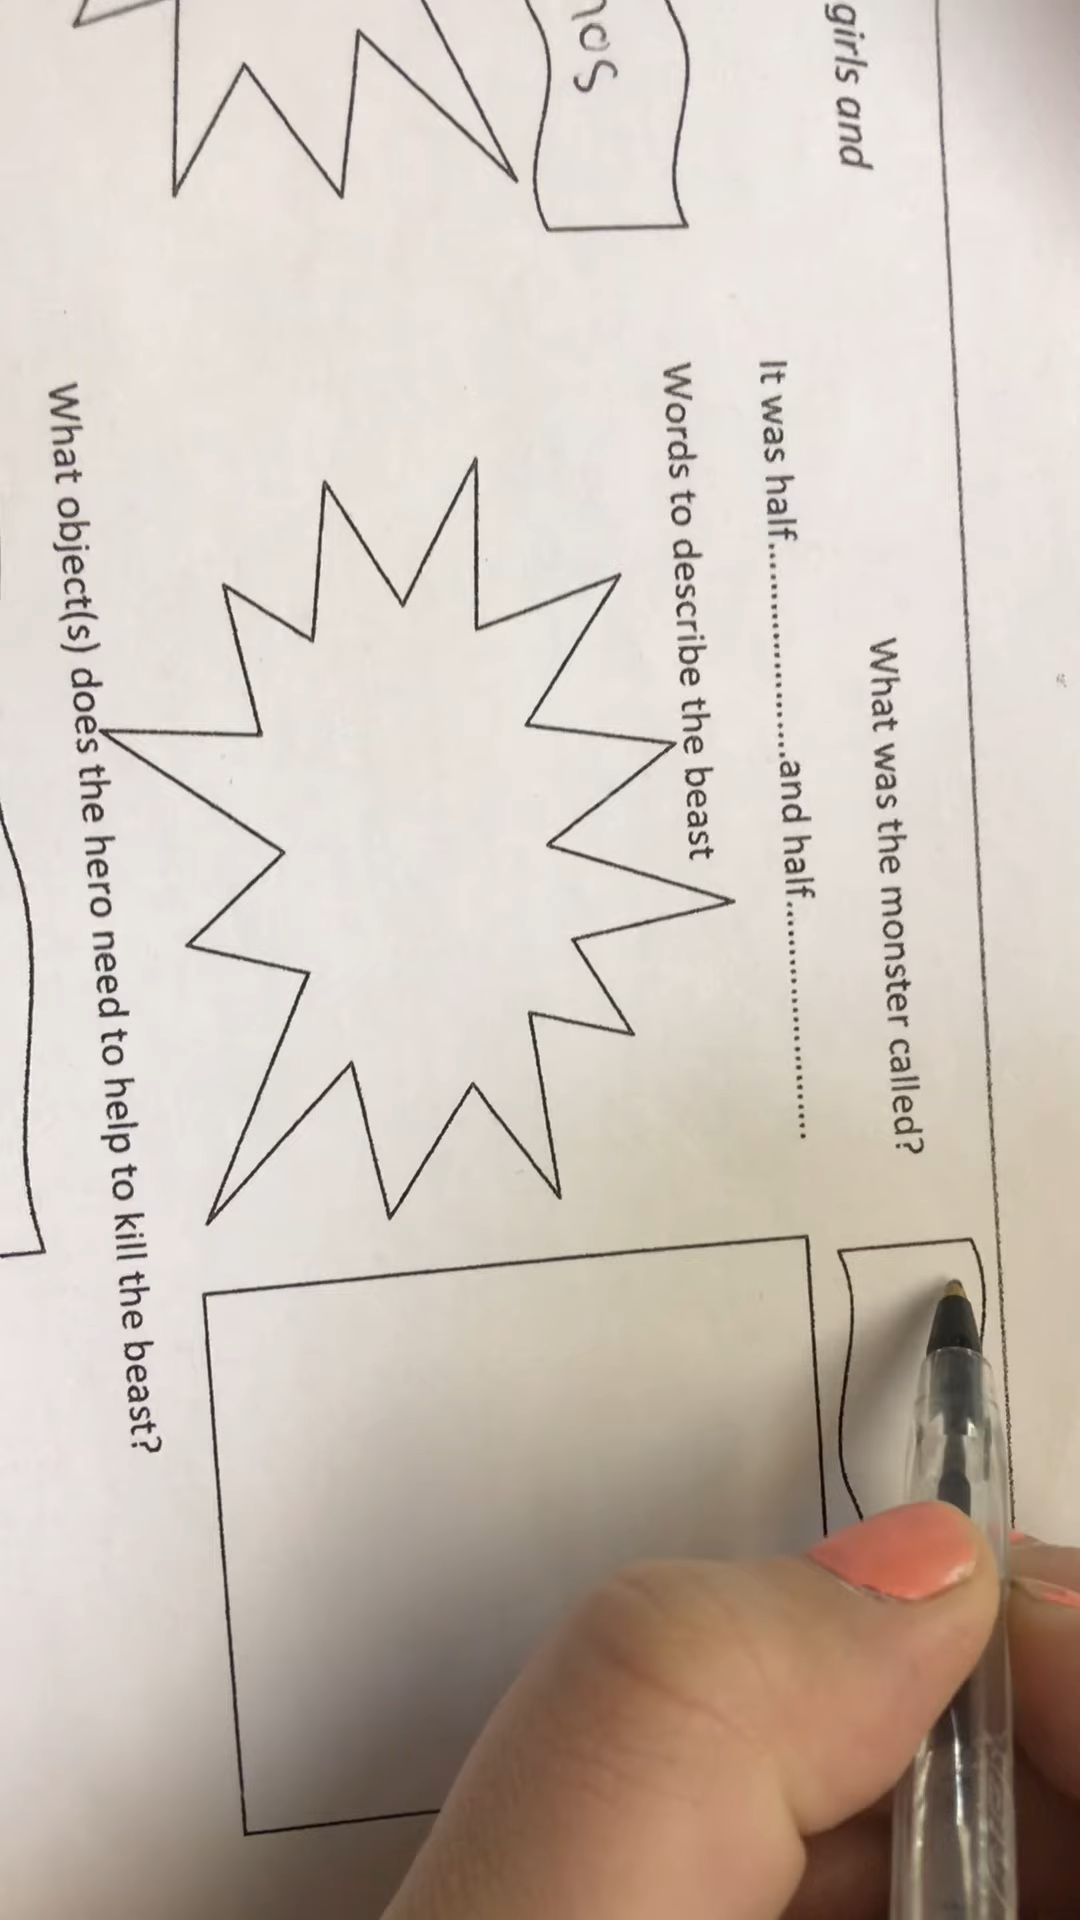 girls and
nos
What was the monster called?
It was half......................and half........................
Words to describe the beast
What object(s) does the hero need to help to kill the beast?